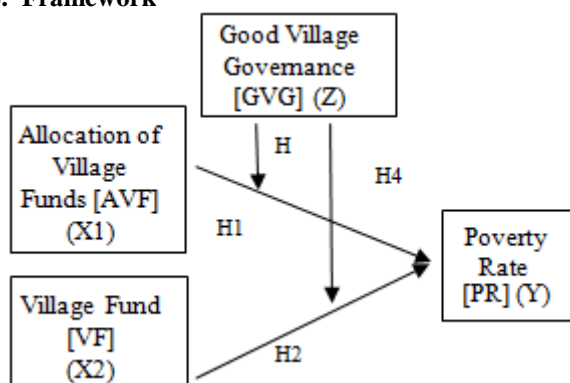 Framework
Good Village
Governance
[GVG] (Z)
Allocation of
Village
Funds [AVF]
(X1)
H
H4
H1
Poverty
Rate
[PR] (Y)
Village Fund
[VF]
(X2)
H2